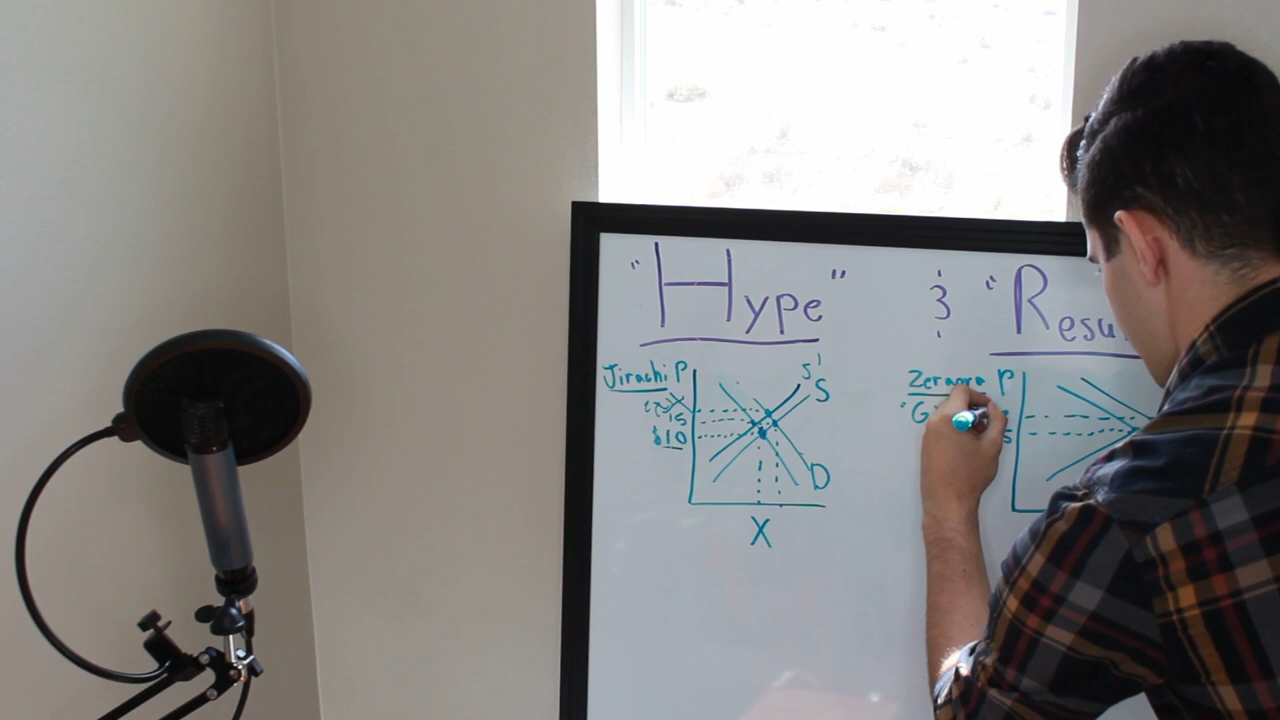 "Hype" & "Resu
Jirachi P
S' S
15
$10
D
X
Zeraora P
"G